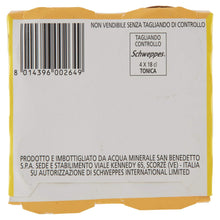 NON VENDIBILE SENZA TAGLIANDO DI CONTROLLO
TAGLIANDO
CONTROLLO
Schweppes
4 X 18 cl
TONICA
8 014396 002649
PRODOTTO E IMBOTTIGLIATO DA ACQUA MINERALE SAN BENEDETTO
S.P.A. SEDE E STABILIMENTO VIALE KENNEDY 65, SCORZE (VE) - ITALIA
SU AUTORIZZAZIONE DI SCHWEPPES INTERNATIONAL LIMITED